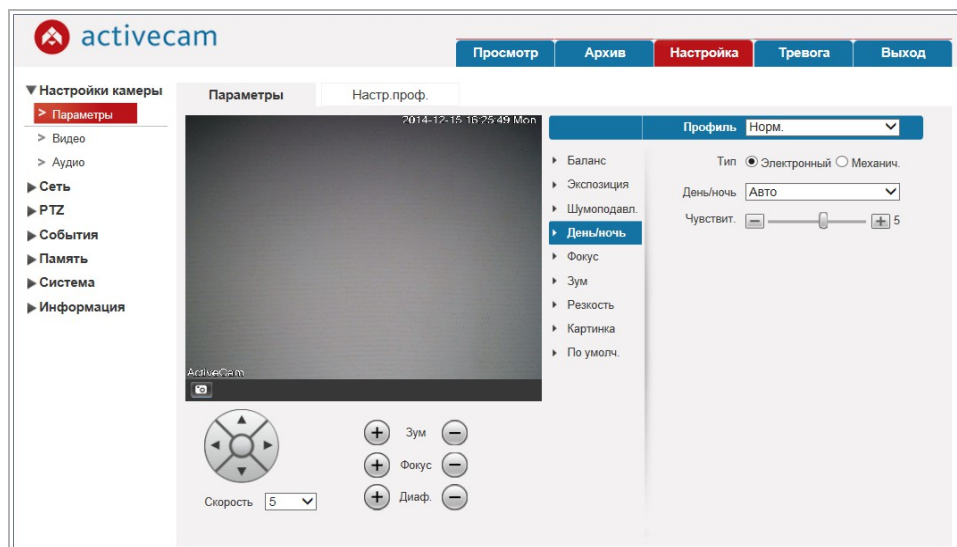 activecam
Просмотр Архив Настройка Тревога Выход
Настройки камеры
Параметры Настр.проф.
> Параметры
2014-12-15 16:25:49 Mon
Профиль Норм.
> Видео
> Аудио
Сеть
PTZ
События
Память
Система
Информация
Баланс
Экспозиция
Шумоподавл.
День/ночь
Фокус
Зум
Резкость
Картинка
По умолч.
Тип Электронный Механич.
День/ночь Авто
Чувствит. 5
ActiveCam
+ Зум −
+ Фокус −
+ Диаф. −
Скорость 5